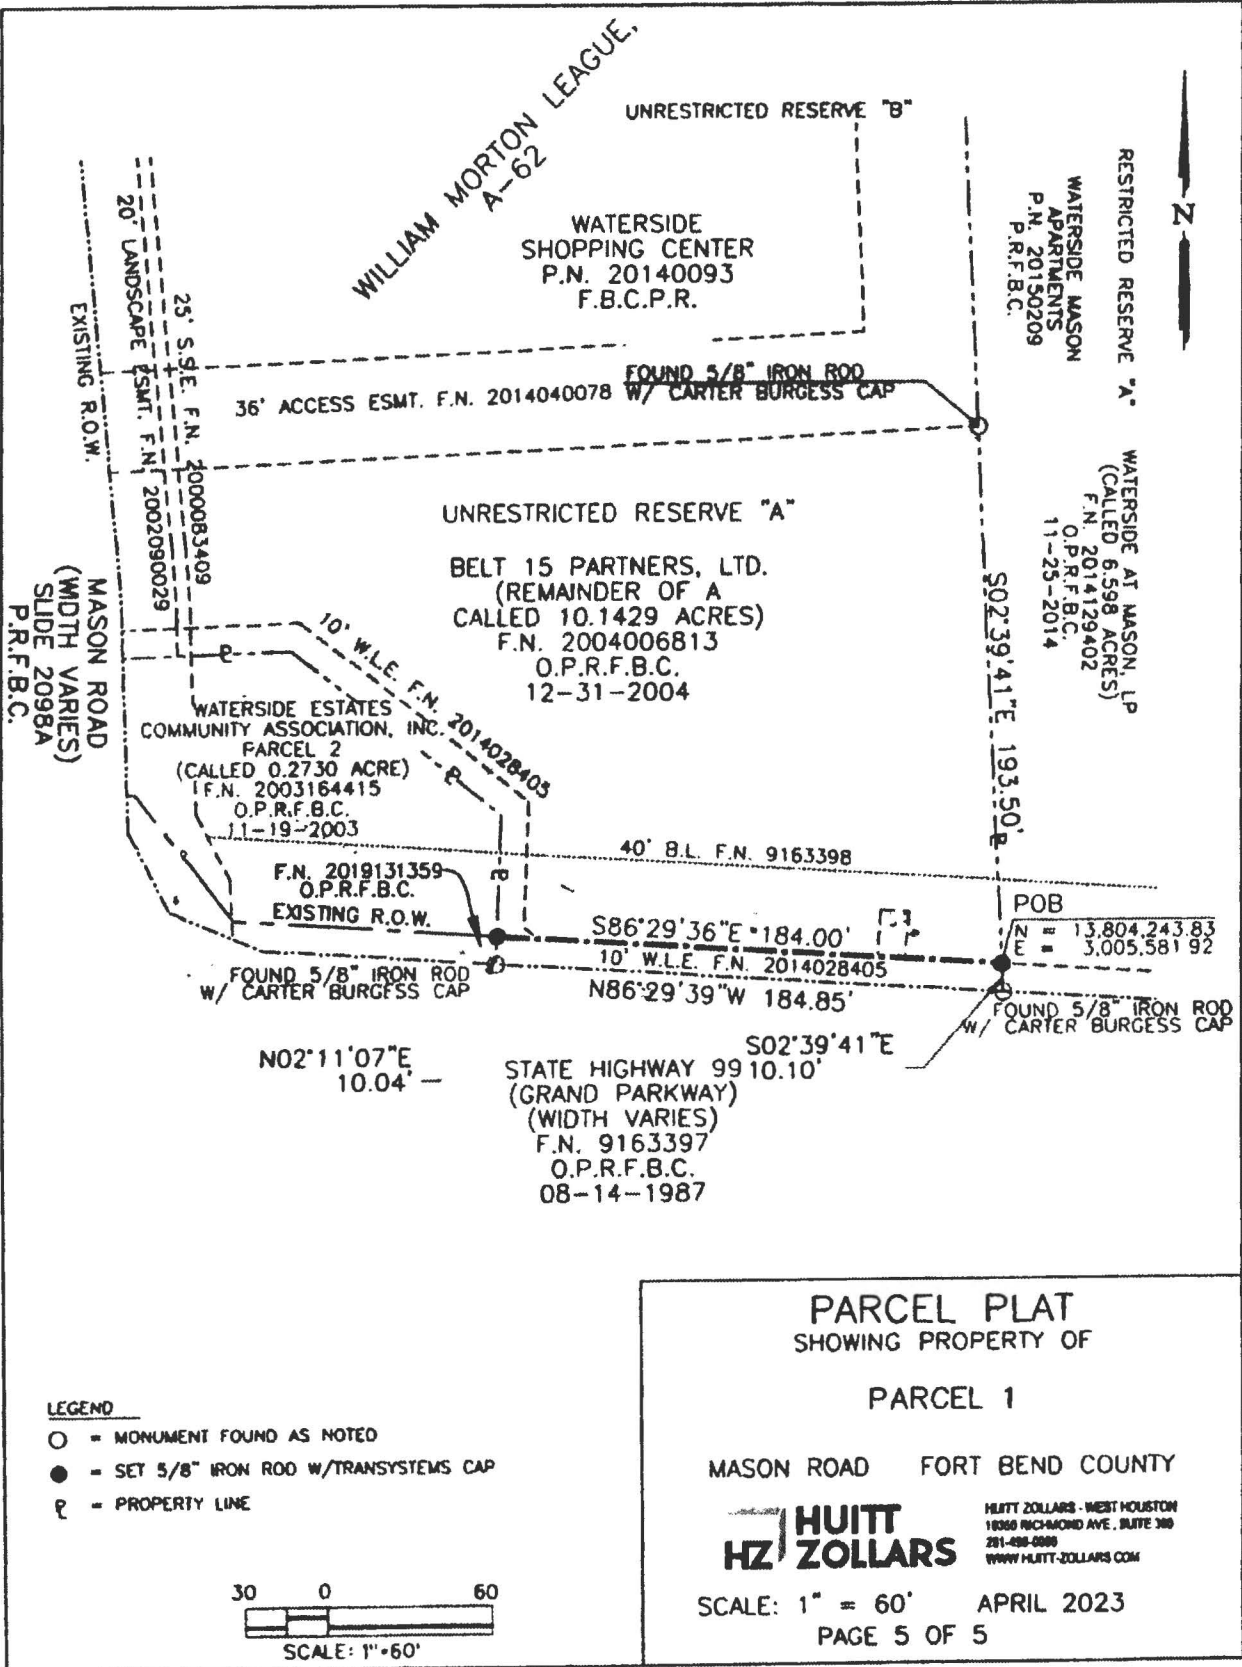 WILLIAM MORTON LEAGUE,
A-62
UNRESTRICTED RESERVE "B"
WATERSIDE
SHOPPING CENTER
P.N. 20140093
F.B.C.P.R.
RESTRICTED RESERVE "A"
WATERSIDE MASON
APARTMENTS
P.N. 20150209
P.R.F.B.C.
N
20' LANDSCAPE ESMT. F.N. 2002090029
25' S.S.E. F.N. 2000083409
EXISTING R.O.W.
36' ACCESS ESMT. F.N. 2014040078
FOUND 5/8" IRON ROD
W/ CARTER BURGESS CAP
WATERSIDE AT MASON, LP
(CALLED 6.598 ACRES)
F.N. 2014129402
O.P.R.F.B.C.
11-25-2014
UNRESTRICTED RESERVE "A"
BELT 15 PARTNERS, LTD.
(REMAINDER OF A
CALLED 10.1429 ACRES)
F.N. 2004006813
O.P.R.F.B.C.
12-31-2004
S02°39'41"E 193.50'
MASON ROAD
(WIDTH VARIES)
SLIDE 2098A
P.R.F.B.C.
10' W.L.E. F.N. 2014028405
WATERSIDE ESTATES
COMMUNITY ASSOCIATION, INC.
PARCEL 2
(CALLED 0.2730 ACRE)
F.N. 2003164415
O.P.R.F.B.C.
11-19-2003
40' B.L. F.N. 9163398
F.N. 2019131359
O.P.R.F.B.C.
EXISTING R.O.W.
S86°29'36"E 184.00'
10' W.L.E. F.N. 2014028405
N86°29'39"W 184.85'
POB
N = 13,804,243.83
E = 3,005,581 92
FOUND 5/8" IRON ROD
W/ CARTER BURGESS CAP
FOUND 5/8" IRON ROD
W/ CARTER BURGESS CAP
N02°11'07"E
10.04'
S02°39'41"E
10.10'
STATE HIGHWAY 99
(GRAND PARKWAY)
(WIDTH VARIES)
F.N. 9163397
O.P.R.F.B.C.
08-14-1987
LEGEND
= MONUMENT FOUND AS NOTED
= SET 5/8" IRON ROD W/TRANSYSTEMS CAP
= PROPERTY LINE
30 0 60
SCALE: 1"=60'
PARCEL PLAT
SHOWING PROPERTY OF
PARCEL 1
MASON ROAD FORT BEND COUNTY
HZ HUITT
ZOLLARS
HUITT ZOLLARS - WEST HOUSTON
RICHMOND AVE, SUITE
WWW HUITT-ZOLLARS COM
SCALE: 1" = 60' APRIL 2023
PAGE 5 OF 5